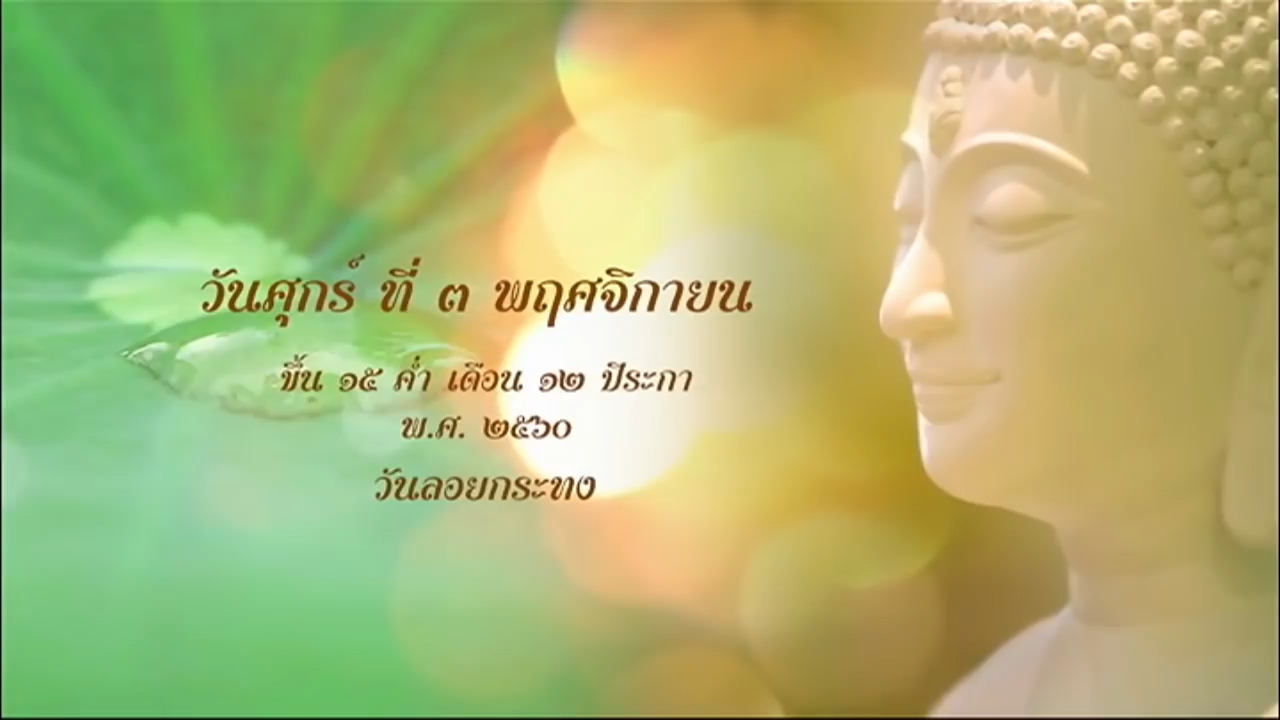 วันศุกร์ ที่ ๓ พฤศจิกายน
ขึ้น ๑๕ ค่ำ เดือน ๑๒ ปีระกา
พ.ศ. ๒๕๖๐
วันลอยกระทง